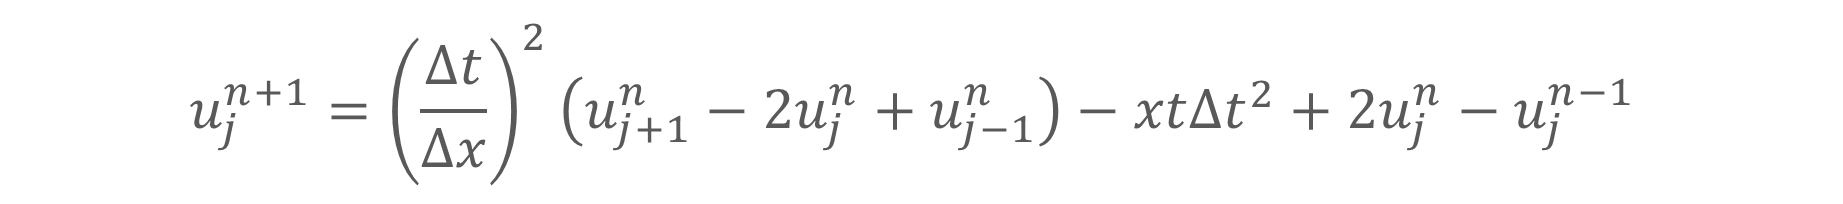 u_j^{n+1} = (Δt/Δx)^2 (u_{j+1}^n − 2u_j^n + u_{j−1}^n) − xtΔt^2 + 2u_j^n − u_j^{n−1}